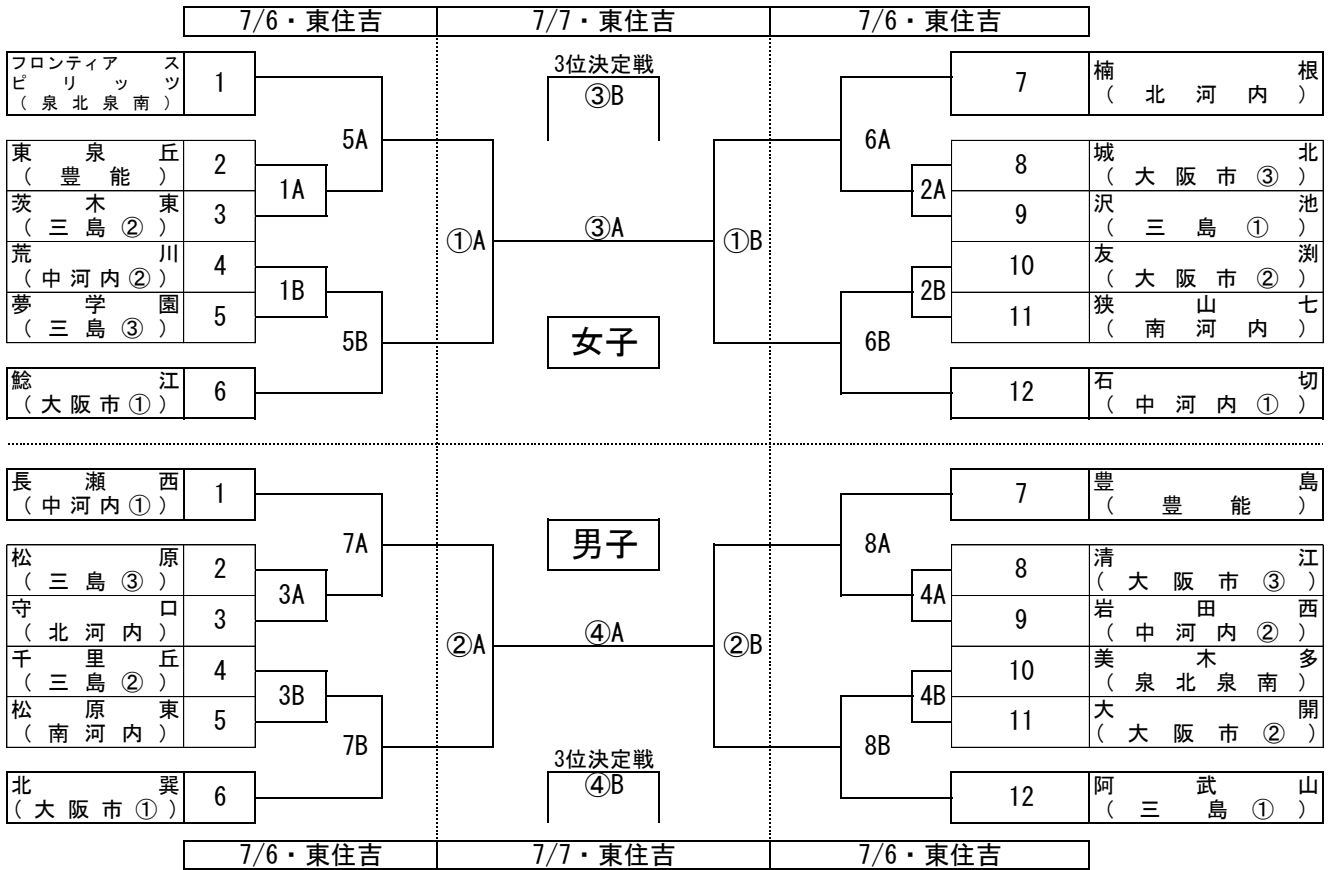 7/6・東住吉 7/7・東住吉 7/6・東住吉
フロンティアス
ピリッツ
(泉北泉南)
1
東泉丘
(豊能)
2
茨木東
(三島②)
3
荒川
(中河内②)
4
夢学園
(三島③)
5
鯰江
(大阪市①)
6
5A
1A
1B
5B
①A
3位決定戦
③B
③A
女子
①B
6A
2A
2B
6B
7
楠根
(北河内)
8
城北
(大阪市③)
9
沢池
(三島①)
10
友渕
(大阪市②)
11
狭山七
(南河内)
12
石切
(中河内①)
長瀬西
(中河内①)
1
松原
(三島③)
2
守口
(北河内)
3
千里丘
(三島②)
4
松原東
(南河内)
5
北巽
(大阪市①)
6
7A
3A
3B
7B
②A
男子
④A
3位決定戦
④B
②B
8A
4A
4B
8B
7
豊島
(豊能)
8
清江
(大阪市③)
9
岩田西
(中河内②)
10
美木多
(泉北泉南)
11
大開
(大阪市②)
12
阿武山
(三島①)
7/6・東住吉 7/7・東住吉 7/6・東住吉